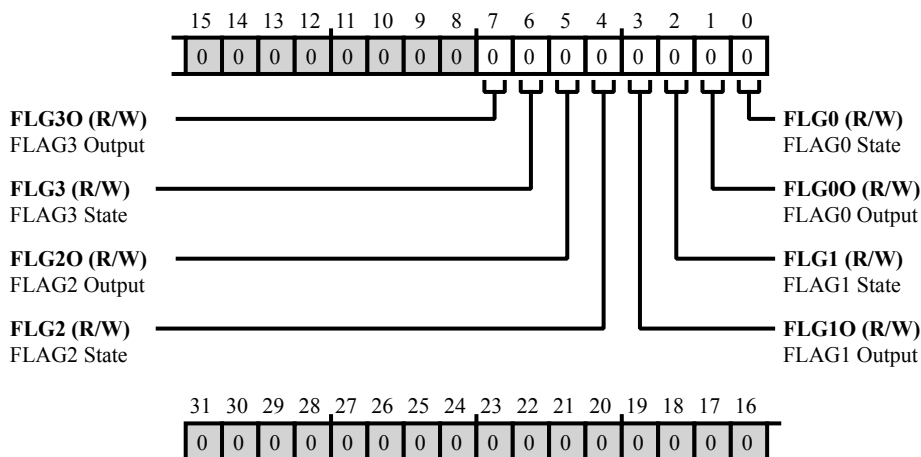 15 14 13 12 11 10 9 8 7 6 5 4 3 2 1 0
0 0 0 0 0 0 0 0 0 0 0 0 0 0 0 0
FLG3O (R/W)
FLAG3 Output
FLG3 (R/W)
FLAG3 State
FLG2O (R/W)
FLAG2 Output
FLG2 (R/W)
FLAG2 State
FLG0 (R/W)
FLAG0 State
FLG0O (R/W)
FLAG0 Output
FLG1 (R/W)
FLAG1 State
FLG1O (R/W)
FLAG1 Output
31 30 29 28 27 26 25 24 23 22 21 20 19 18 17 16
0 0 0 0 0 0 0 0 0 0 0 0 0 0 0 0